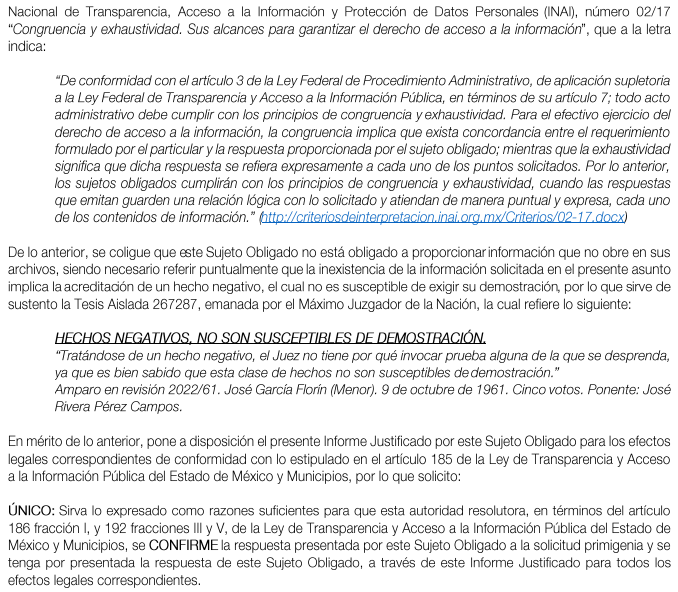 Nacional de Transparencia, Acceso a la Información y Protección de Datos Personales (INAI), número 02/17
“Congruencia y exhaustividad. Sus alcances para garantizar el derecho de acceso a la información”, que a la letra
indica:
“De conformidad con el artículo 3 de la Ley Federal de Procedimiento Administrativo, de aplicación supletoria
a la Ley Federal de Transparencia y Acceso a la Información Pública, en términos de su artículo 7; todo acto
administrativo debe cumplir con los principios de congruencia y exhaustividad. Para el efectivo ejercicio del
derecho de acceso a la información, la congruencia implica que exista concordancia entre el requerimiento
formulado por el particular y la respuesta proporcionada por el sujeto obligado; mientras que la exhaustividad
significa que dicha respuesta se refiera expresamente a cada uno de los puntos solicitados. Por lo anterior,
los sujetos obligados cumplirán con los principios de congruencia y exhaustividad, cuando las respuestas
que emitan guarden una relación lógica con lo solicitado y atiendan de manera puntual y expresa, cada uno
de los contenidos de información.” (http://criteriosdeinterpretacion.inai.org.mx/Criterios/02-17.docx)
De lo anterior, se coligue que este Sujeto Obligado no está obligado a proporcionar información que no obre en sus
archivos, siendo necesario referir puntualmente que la inexistencia de la información solicitada en el presente asunto
implica la acreditación de un hecho negativo, el cual no es susceptible de exigir su demostración, por lo que sirve de
sustento la Tesis Aislada 267287, emanada por el Máximo Juzgador de la Nación, la cual refiere lo siguiente:
HECHOS NEGATIVOS, NO SON SUSCEPTIBLES DE DEMOSTRACIÓN.
“Tratándose de un hecho negativo, el Juez no tiene por qué invocar prueba alguna de la que se desprenda,
ya que es bien sabido que esta clase de hechos no son susceptibles de demostración.”
Amparo en revisión 2022/61. José García Florín (Menor). 9 de octubre de 1961. Cinco votos. Ponente: José
Rivera Pérez Campos.
En mérito de lo anterior, pone a disposición el presente Informe Justificado por este Sujeto Obligado para los efectos
legales correspondientes de conformidad con lo estipulado en el artículo 185 de la Ley de Transparencia y Acceso
a la Información Pública del Estado de México y Municipios, por lo que solicito:
ÚNICO: Sirva lo expresado como razones suficientes para que esta autoridad resolutora, en términos del artículo
186 fracción I, y 192 fracciones III y V, de la Ley de Transparencia y Acceso a la Información Pública del Estado de
México y Municipios, se CONFIRME la respuesta presentada por este Sujeto Obligado a la solicitud primigenia y se
tenga por presentada la respuesta de este Sujeto Obligado, a través de este Informe Justificado para todos los
efectos legales correspondientes.